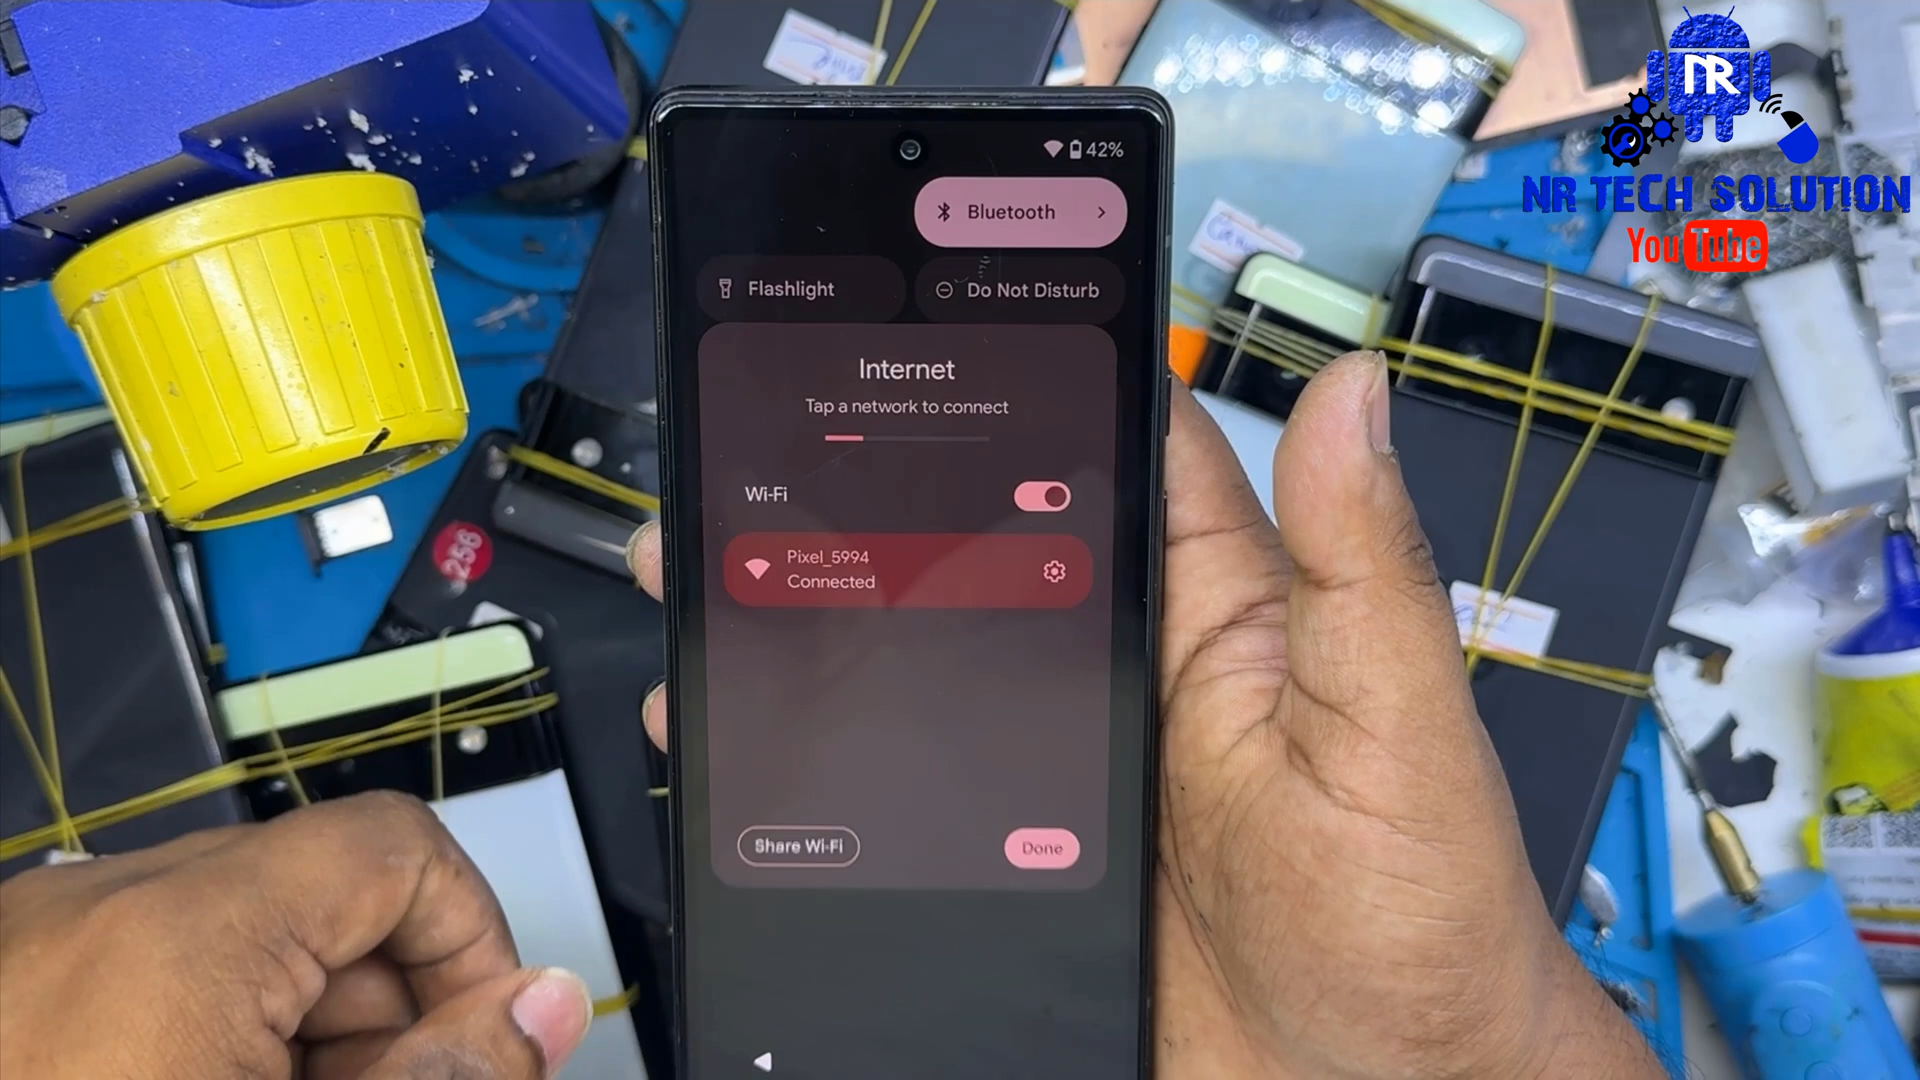 NR
NR TECH SOLUTION
YouTube
42%
Bluetooth
Flashlight
Do Not Disturb
Internet
Tap a network to connect
Wi-Fi
Pixel_5994
Connected
Share Wi-Fi
Done
256